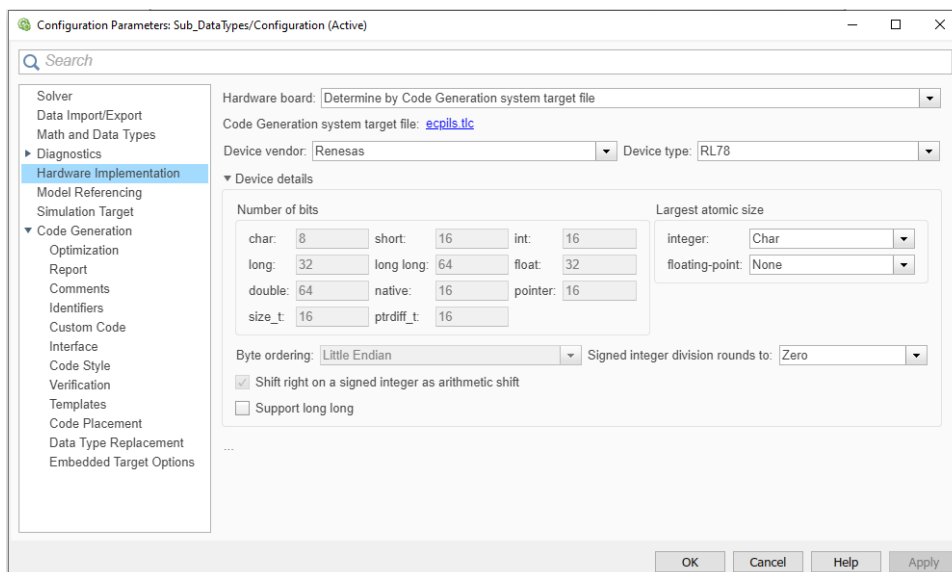 Configuration Parameters: Sub_DataTypes/Configuration (Active)
Search
Solver
Data Import/Export
Math and Data Types
Diagnostics
Hardware Implementation
Model Referencing
Simulation Target
Code Generation
Optimization
Report
Comments
Identifiers
Custom Code
Interface
Code Style
Verification
Templates
Code Placement
Data Type Replacement
Embedded Target Options
Hardware board: Determine by Code Generation system target file
Code Generation system target file: ecpils.tlc
Device vendor: Renesas Device type: RL78
Device details
Number of bits Largest atomic size
char: 8 short: 16 int: 16 integer: Char
long: 32 long long: 64 float: 32 floating-point: None
double: 64 native: 16 pointer: 16
size_t: 16 ptrdiff_t: 16
Byte ordering: Little Endian Signed integer division rounds to: Zero
Shift right on a signed integer as arithmetic shift
Support long long
...
OK Cancel Help Apply